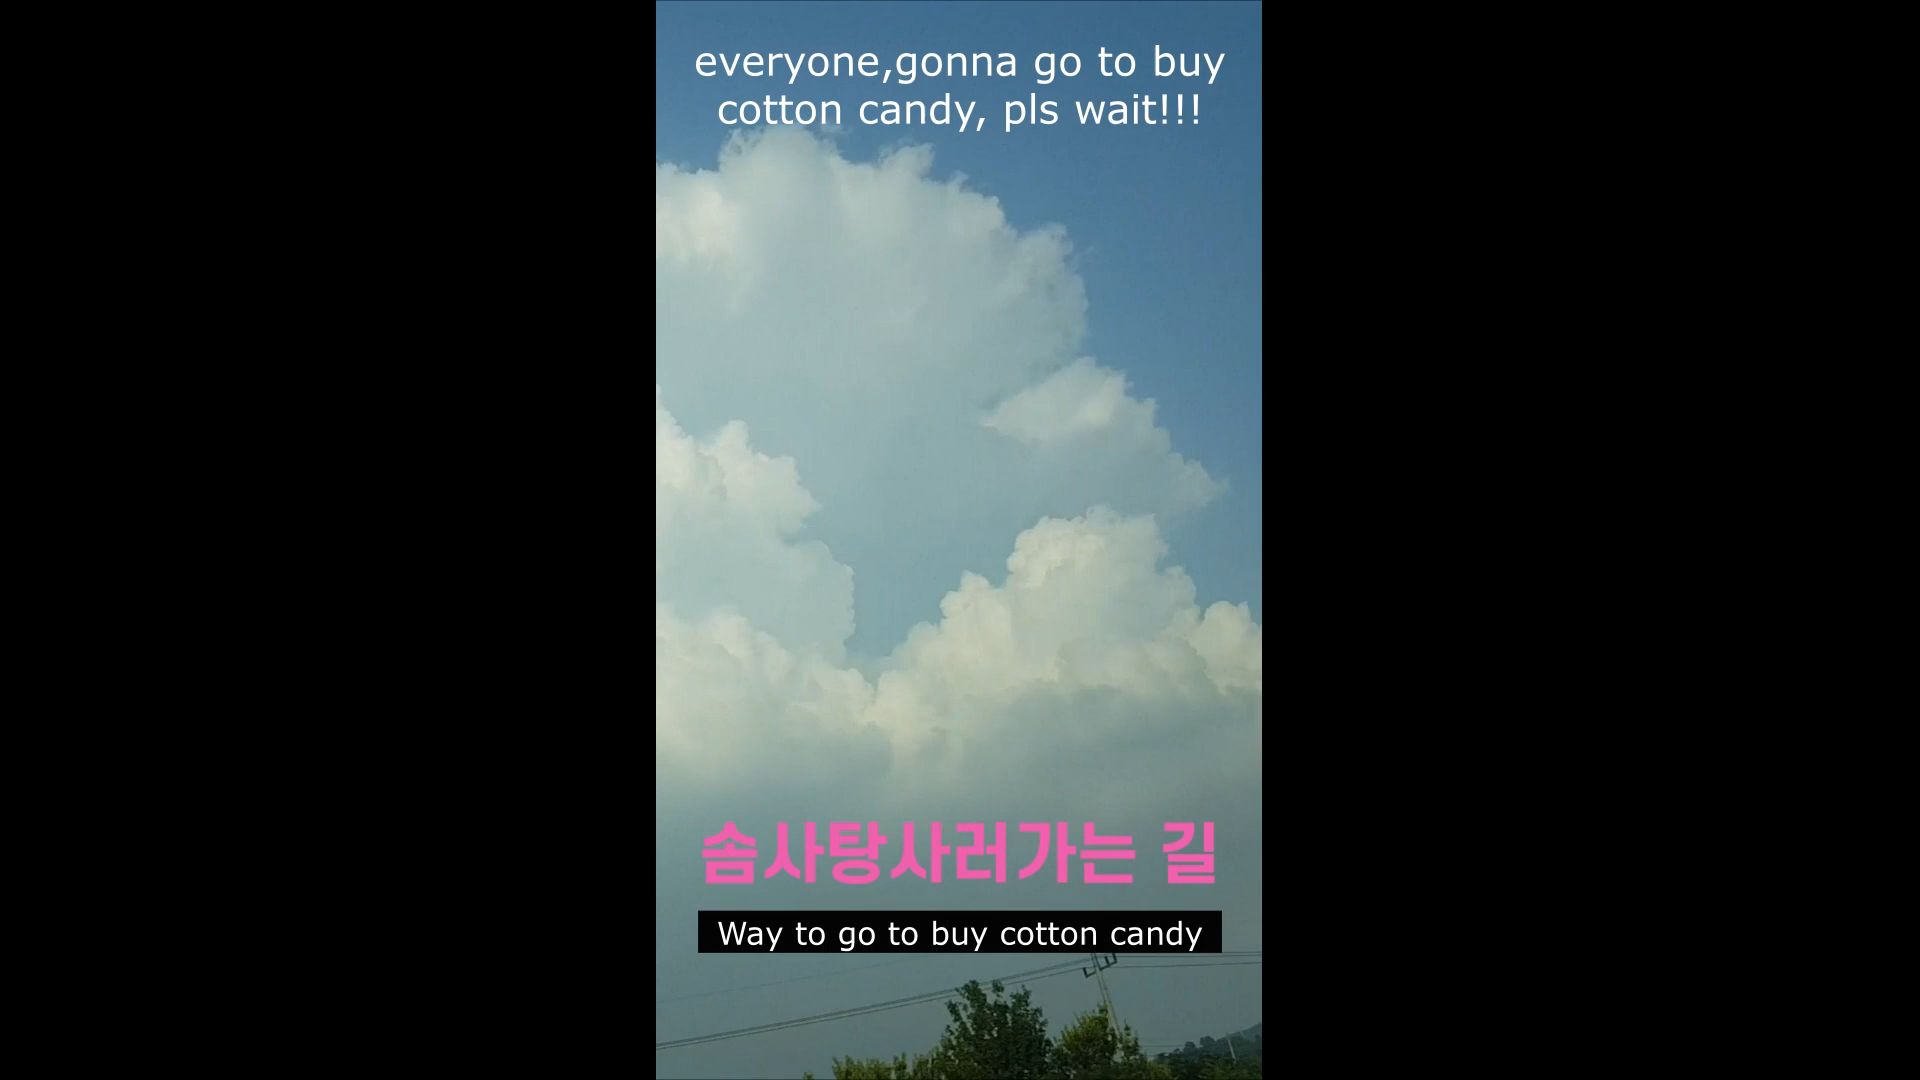 everyone,gonna go to buy
cotton candy, pls wait!!!
솜사탕사러가는 길
Way to go to buy cotton candy